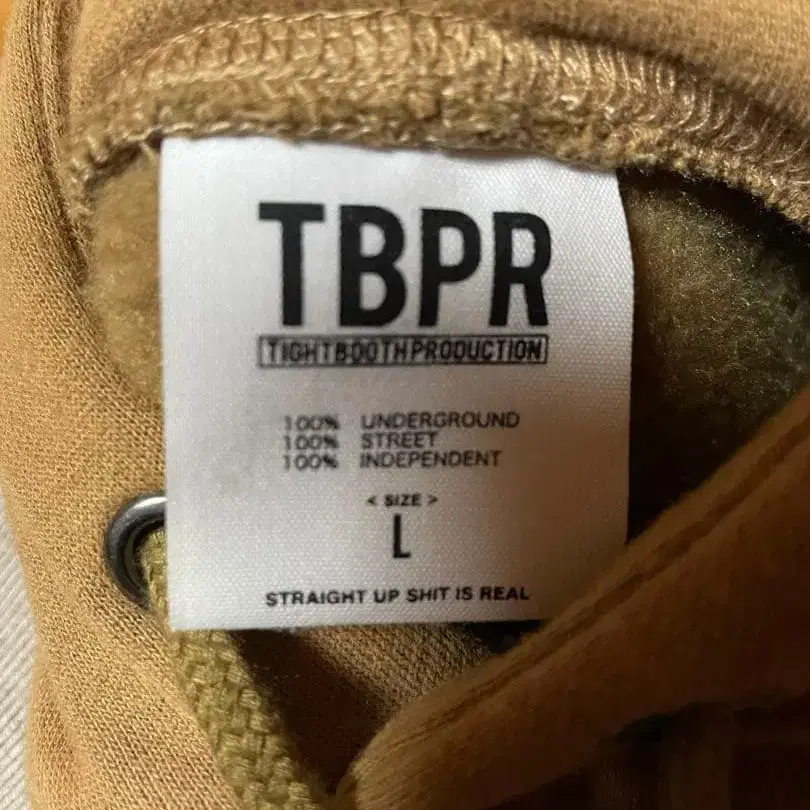 TBPR
TIGHTBOOTHPRODUCTION
100% UNDERGROUND
100% STREET
100% INDEPENDENT
< SIZE >
L
STRAIGHT UP SHIT IS REAL